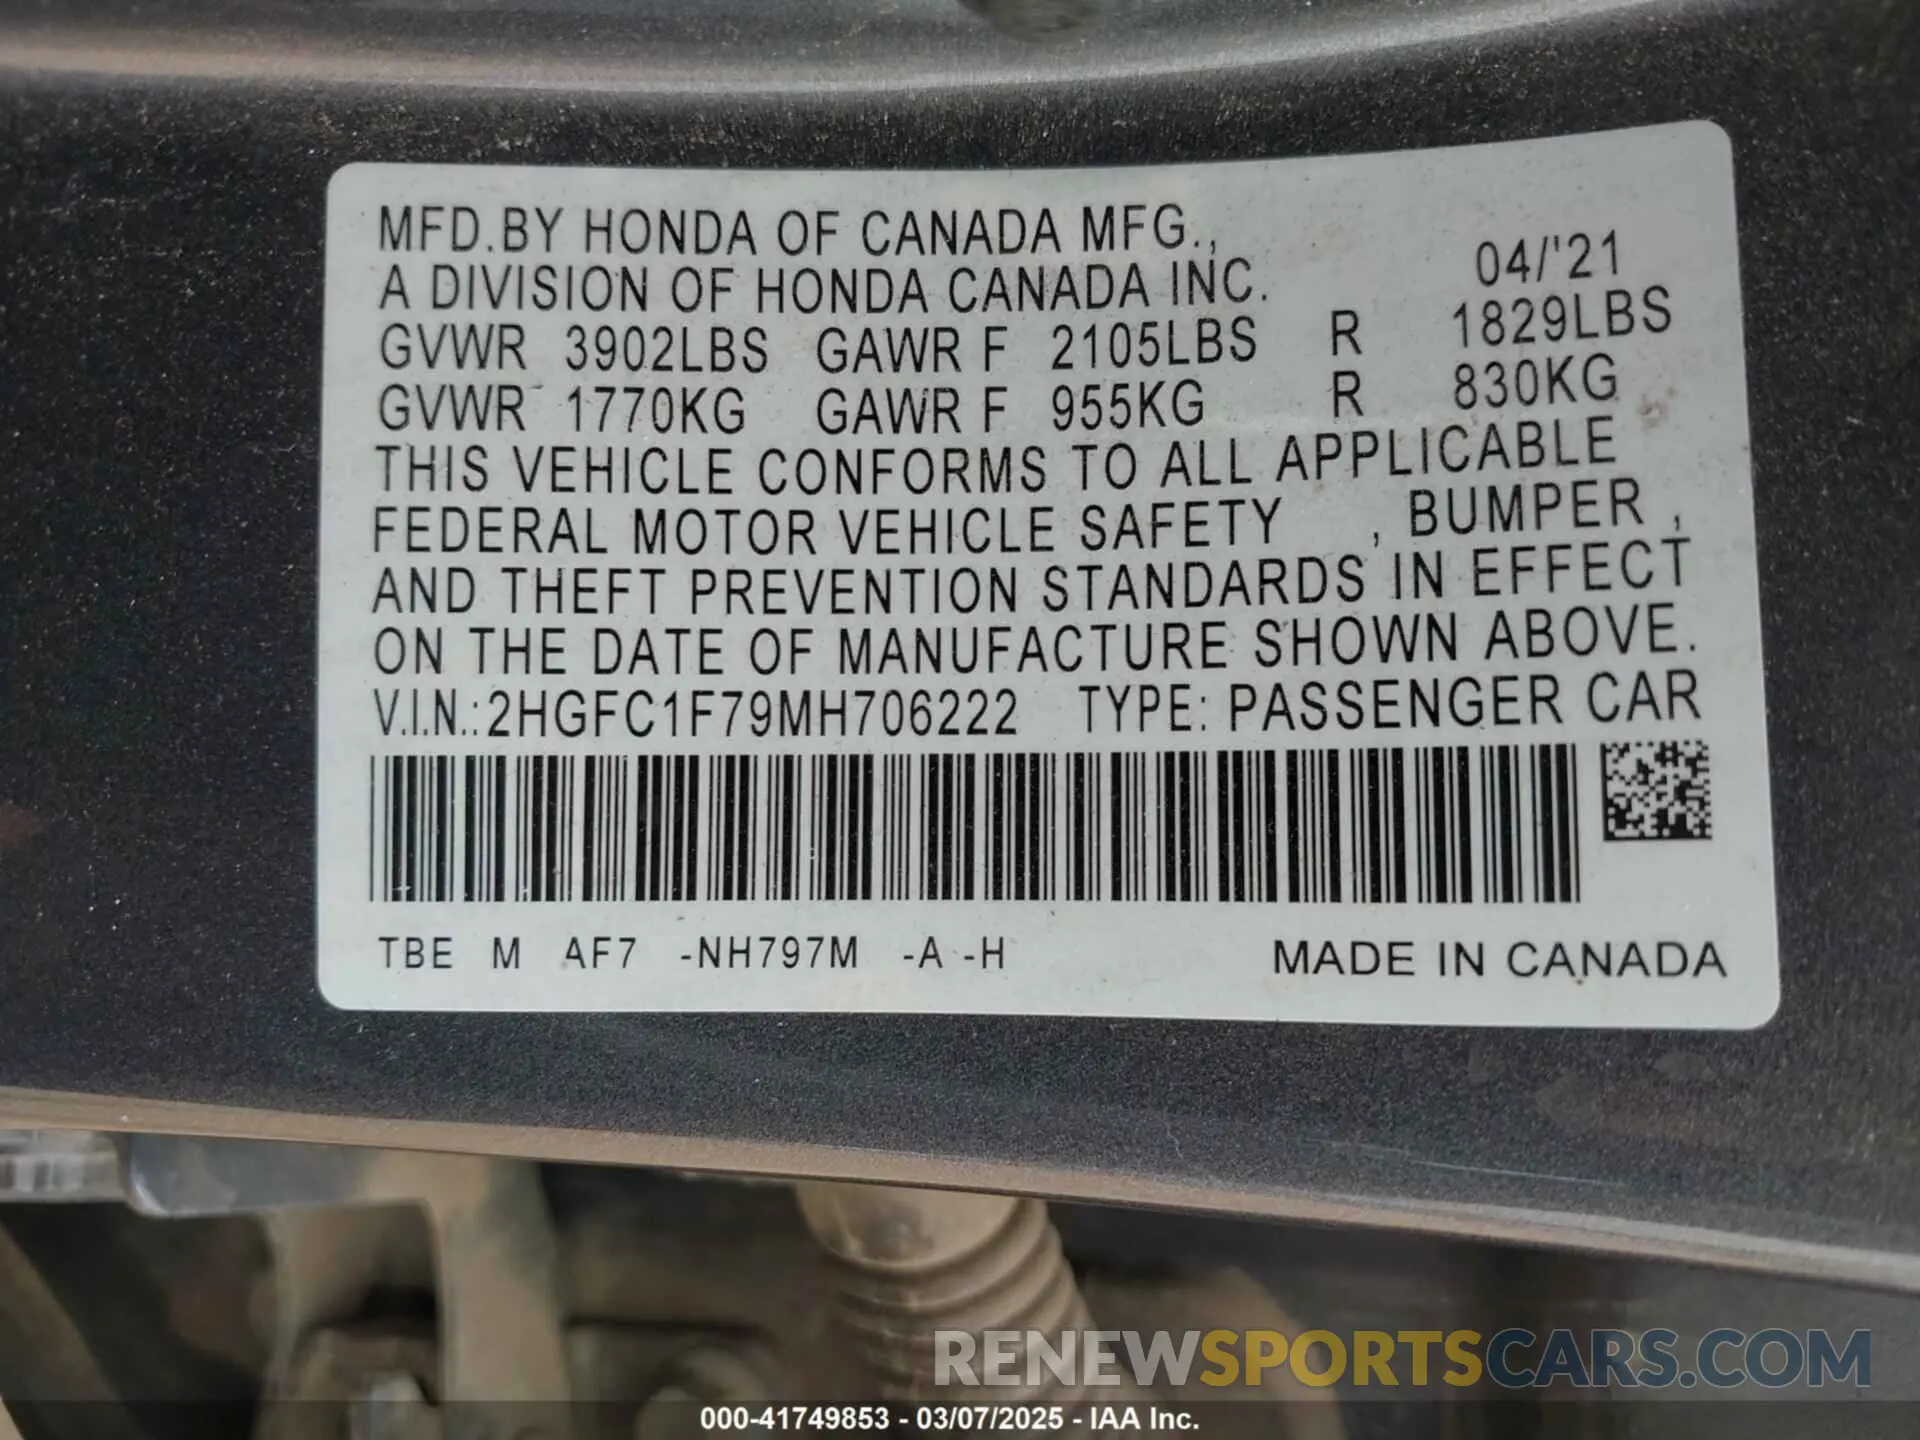 MFD.BY HONDA OF CANADA MFG.,
A DIVISION OF HONDA CANADA INC. 04/'21
GVWR 3902LBS GAWR F 2105LBS R 1829LBS
GVWR 1770KG GAWR F 955KG R 830KG
THIS VEHICLE CONFORMS TO ALL APPLICABLE
FEDERAL MOTOR VEHICLE SAFETY , BUMPER ,
AND THEFT PREVENTION STANDARDS IN EFFECT
ON THE DATE OF MANUFACTURE SHOWN ABOVE.
V.I.N.:2HGFC1F79MH706222 TYPE: PASSENGER CAR
TBE M AF7 -NH797M -A -H MADE IN CANADA
RENEWSPORTSCARS.COM
000-41749853 - 03/07/2025 - IAA Inc.